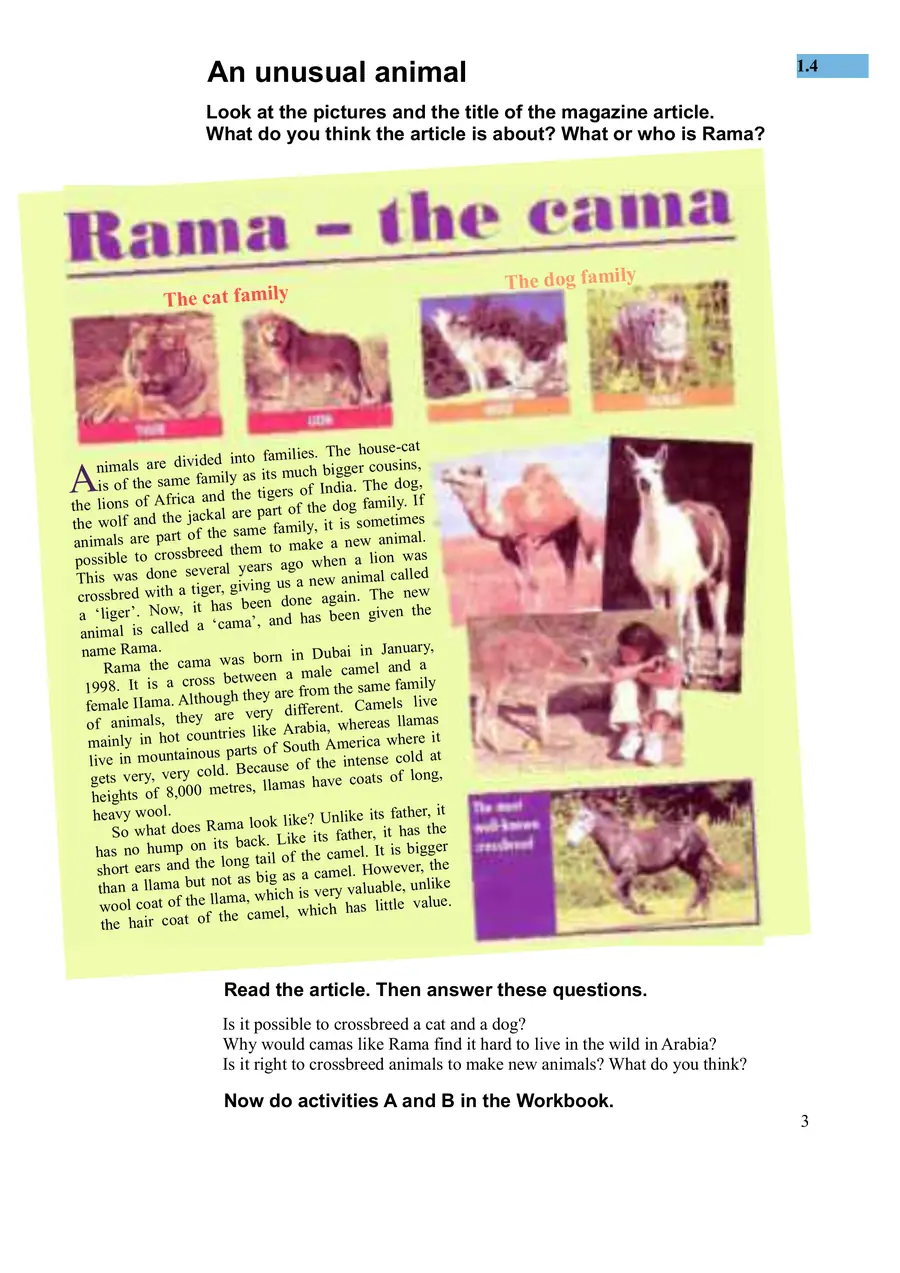 An unusual animal
1.4
Look at the pictures and the title of the magazine article.
What do you think the article is about? What or who is Rama?
Rama – the cama
The cat family
The dog family
TIGER
LION
WOLF
Animals are divided into families. The house-cat
is of the same family as its much bigger cousins,
the lions of Africa and the tigers of India. The dog,
the wolf and the jackal are part of the dog family. If
animals are part of the same family, it is sometimes
possible to crossbreed them to make a new animal.
This was done several years ago when a lion was
crossbred with a tiger, giving us a new animal called
a ‘liger’. Now, it has been done again. The new
animal is called a ‘cama’, and has been given the
name Rama.
Rama the cama was born in Dubai in January,
1998. It is a cross between a male camel and a
female IIama. Although they are from the same family
of animals, they are very different. Camels live
mainly in hot countries like Arabia, whereas llamas
live in mountainous parts of South America where it
gets very, very cold. Because of the intense cold at
heights of 8,000 metres, llamas have coats of long,
heavy wool.
So what does Rama look like? Unlike its father, it
has no hump on its back. Like its father, it has the
short ears and the long tail of the camel. It is bigger
than a llama but not as big as a camel. However, the
wool coat of the llama, which is very valuable, unlike
the hair coat of the camel, which has little value.
The most
well-known
crossbreed
Read the article. Then answer these questions.
Is it possible to crossbreed a cat and a dog?
Why would camas like Rama find it hard to live in the wild in Arabia?
Is it right to crossbreed animals to make new animals? What do you think?
Now do activities A and B in the Workbook.
3